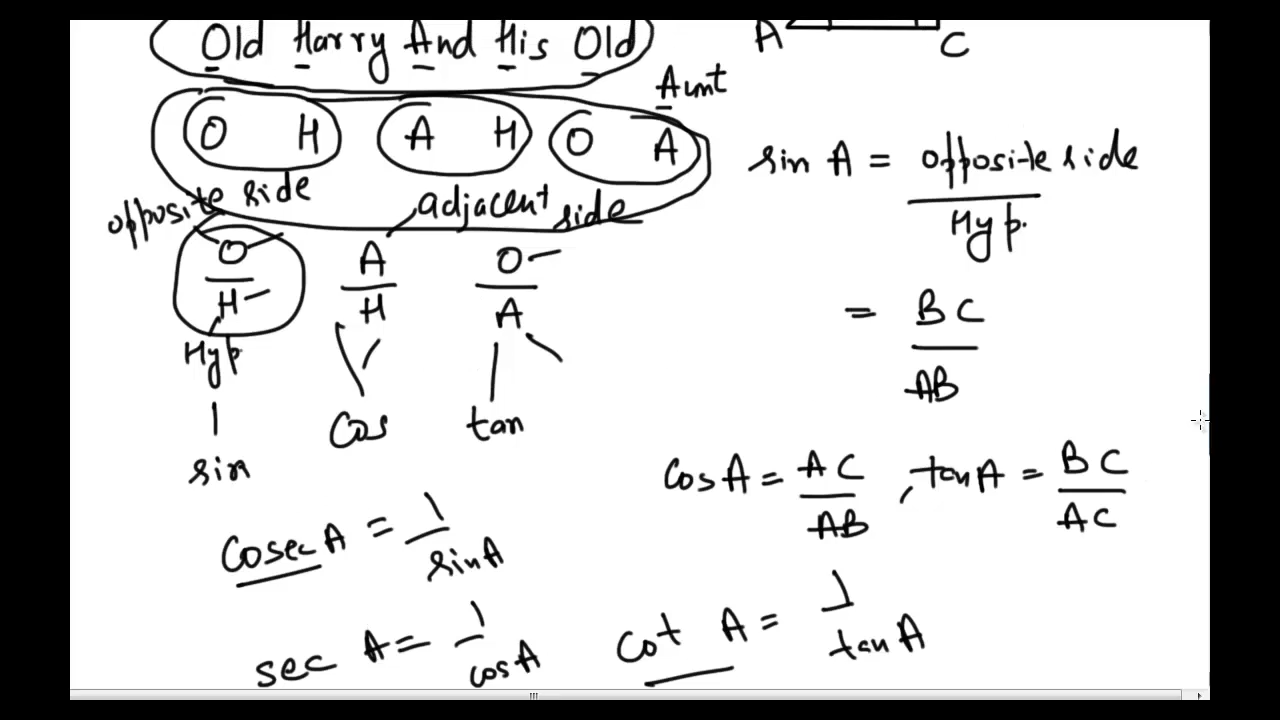 Old Harry And His Old
Aunt
A C
O H A H O A
opposite side
adjacent side
O/H A/H O/A
Hyp.
sin
Cos
tan
sin A = opposite side / Hyp.
= BC/AB
Cos A = AC/AB , tan A = BC/AC
Cosec A = 1/sin A
sec A = 1/cos A
Cot A = 1/tan A